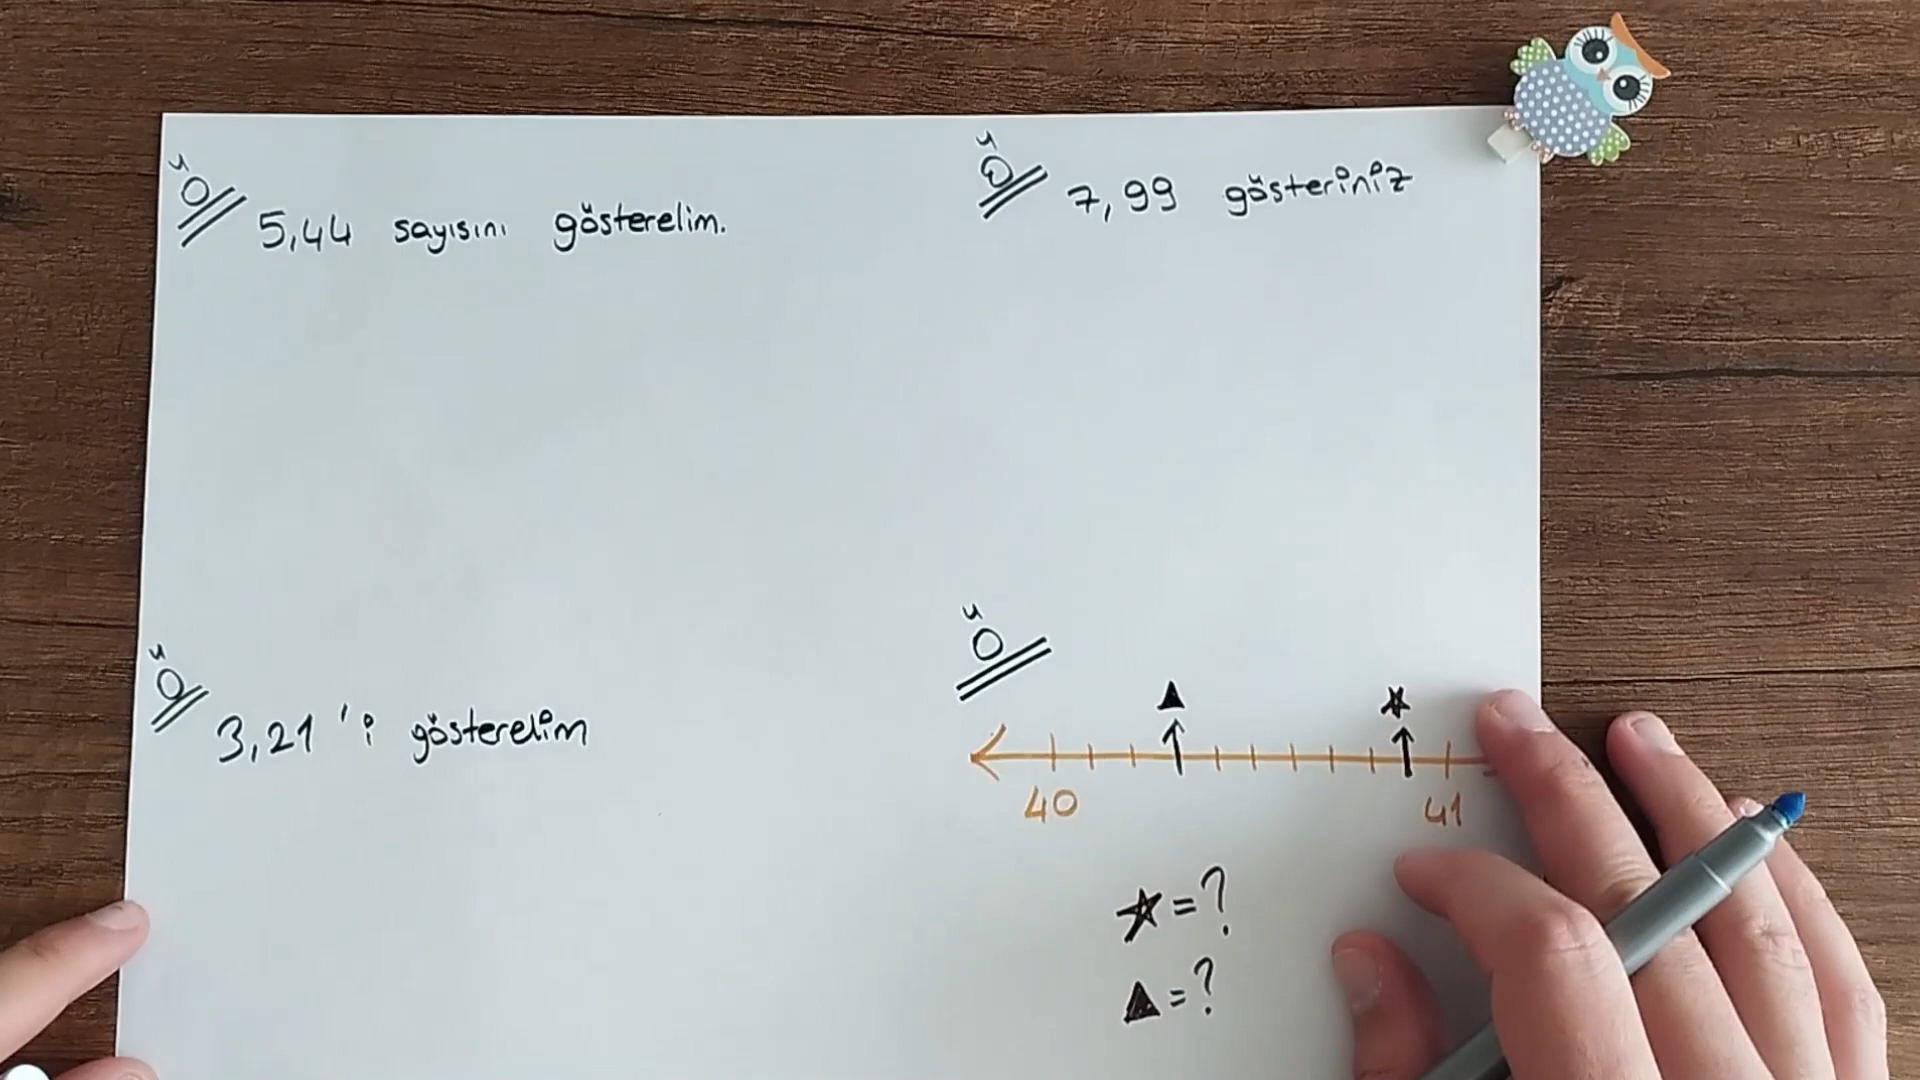 Ö 5,44 sayısını gösterelim.
Ö 7,99 gösteriniz
Ö 3,21'i gösterelim
Ö
▲ ★
40 41
★=?
▲=?